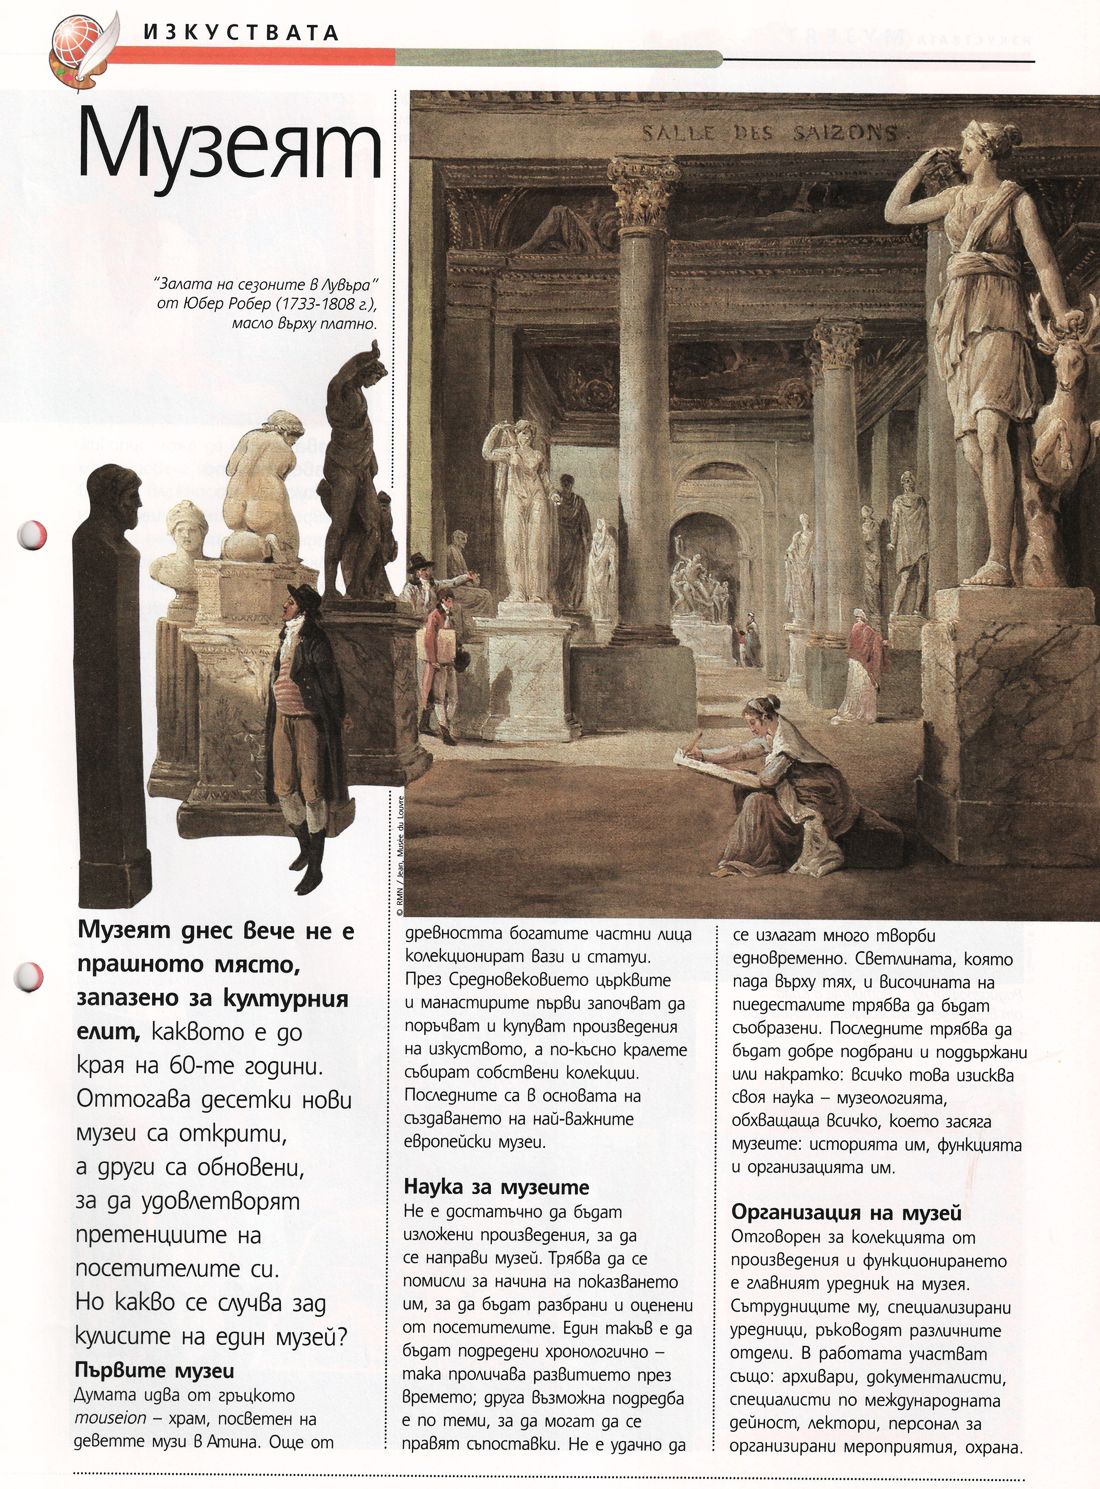 ИЗКУСТВАТА
Музеят
"Залата на сезоните в Лувъра"
от Юбер Робер (1733-1808 г.),
масло върху платно.
SALLE DES SAIZONS
© RMN / Jean, Musée du Louvre
Музеят днес вече не е
прашното място,
запазено за културния
елит, каквото е до
края на 60-те години.
Оттогава десетки нови
музеи са открити,
а други са обновени,
за да удовлетворят
претенциите на
посетителите си.
Но какво се случва зад
кулисите на един музей?
Първите музеи
Думата идва от гръцкото
mouseion – храм, посветен на
деветте музи в Атина. Още от
древността богатите частни лица
колекционират вази и статуи.
През Средновековието църквите
и манастирите първи започват да
поръчват и купуват произведения
на изкуството, а по-късно кралете
събират собствени колекции.
Последните са в основата на
създаването на най-важните
европейски музеи.
Наука за музеите
Не е достатъчно да бъдат
изложени произведения, за да
се направи музей. Трябва да се
помисли за начина на показването
им, за да бъдат разбрани и оценени
от посетителите. Един такъв е да
бъдат подредени хронологично –
така проличава развитието през
времето; друга възможна подредба
е по теми, за да могат да се
правят съпоставки. Не е удачно да
се излагат много творби
едновременно. Светлината, която
пада върху тях, и височината на
пиедесталите трябва да бъдат
съобразени. Последните трябва да
бъдат добре подбрани и поддържани
или накратко: всичко това изисква
своя наука – музеологията,
обхващаща всичко, което засяга
музеите: историята им, функцията
и организацията им.
Организация на музей
Отговорен за колекцията от
произведения и функционирането
е главният уредник на музея.
Сътрудниците му, специализирани
уредници, ръководят различните
отдели. В работата участват
също: архивари, документалисти,
специалисти по международната
дейност, лектори, персонал за
организирани мероприятия, охрана.